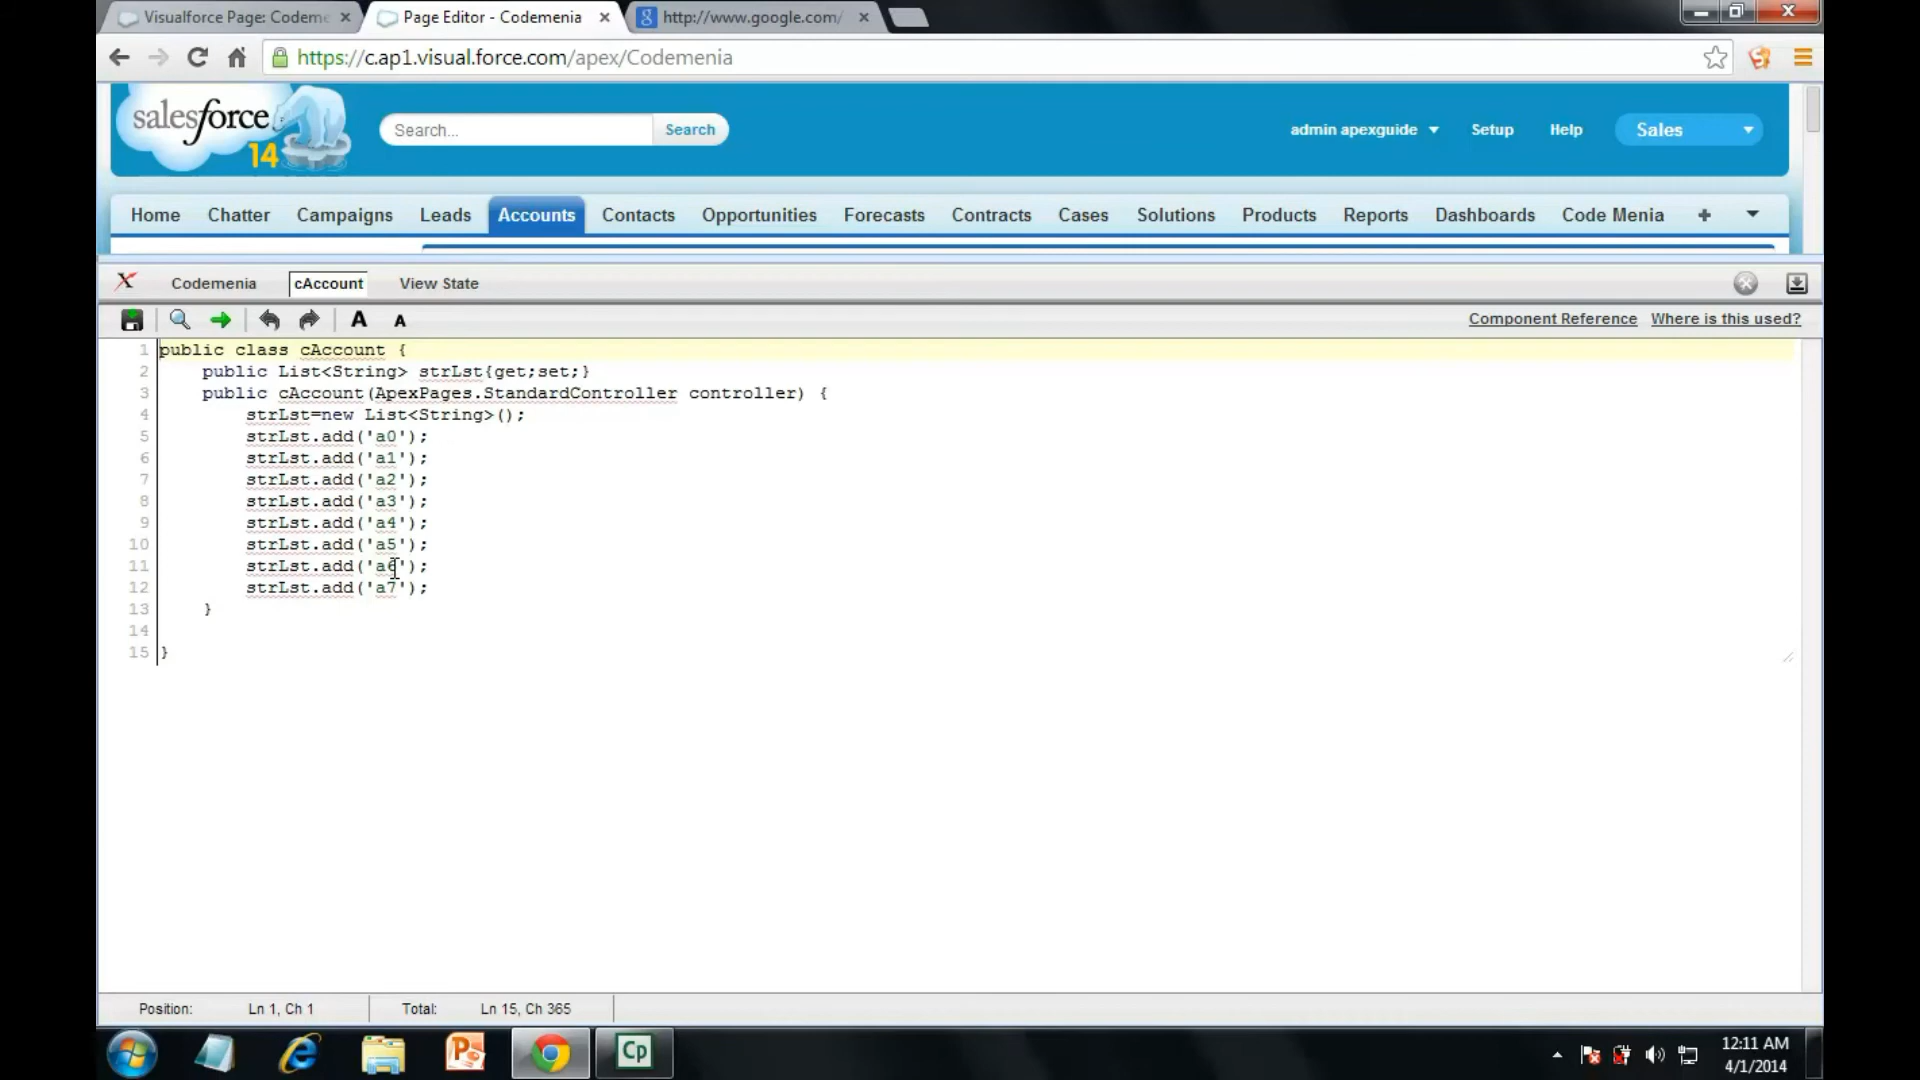 Visualforce Page: Codeme
Page Editor - Codemenia
http://www.google.com/
https://c.ap1.visual.force.com/apex/Codemenia
salesforce
14
Search...
Search
admin apexguide
Setup
Help
Sales
Home
Chatter
Campaigns
Leads
Accounts
Contacts
Opportunities
Forecasts
Contracts
Cases
Solutions
Products
Reports
Dashboards
Code Menia
+
Codemenia
cAccount
View State
A
A
Component Reference
Where is this used?
1 public class cAccount {
2 public List<String> strLst{get;set;}
3 public cAccount(ApexPages.StandardController controller) {
4 strLst=new List<String>();
5 strLst.add('a0');
6 strLst.add('a1');
7 strLst.add('a2');
8 strLst.add('a3');
9 strLst.add('a4');
10 strLst.add('a5');
11 strLst.add('a6');
12 strLst.add('a7');
13 }
14
15 }
Position: Ln 1, Ch 1
Total: Ln 15, Ch 365
Cp
12:11 AM
4/1/2014